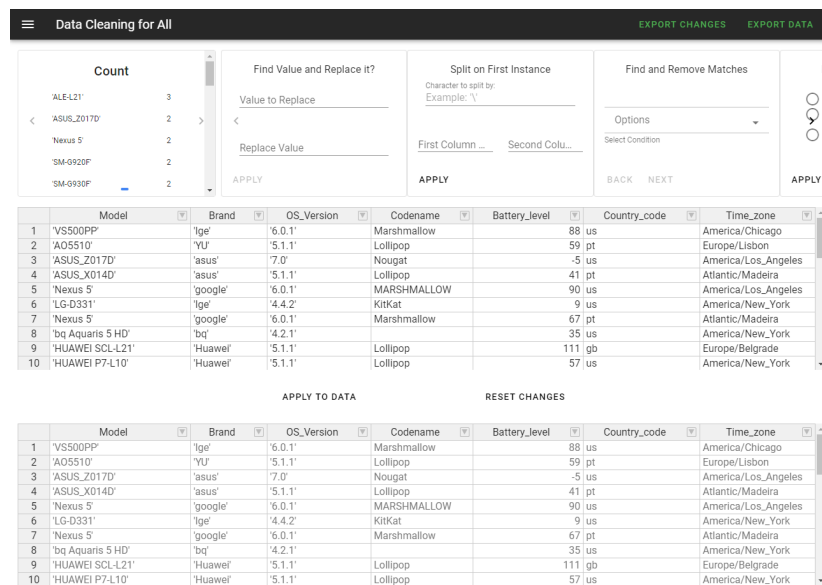 Data Cleaning for All EXPORT CHANGES EXPORT DATA
Count
'ALE-L21' 3
'ASUS_Z017D' 2
'Nexus 5' 2
'SM-G920F' 2
'SM-G930F' 2
Find Value and Replace it?
Value to Replace
Replace Value
APPLY
Split on First Instance
Character to split by:
Example: '\'
First Column ... Second Colu...
APPLY
Find and Remove Matches
Options
Select Condition
BACK NEXT
APPLY
Model Brand OS_Version Codename Battery_level Country_code Time_zone
1 'VS500PP' 'lge' '6.0.1' Marshmallow 88 us America/Chicago
2 'AO5510' 'YU' '5.1.1' Lollipop 59 pt Europe/Lisbon
3 'ASUS_Z017D' 'asus' '7.0' Nougat -5 us America/Los_Angeles
4 'ASUS_X014D' 'asus' '5.1.1' Lollipop 41 pt Atlantic/Madeira
5 'Nexus 5' 'google' '6.0.1' MARSHMALLOW 90 us America/Los_Angeles
6 'LG-D331' 'lge' '4.4.2' KitKat 9 us America/New_York
7 'Nexus 5' 'google' '6.0.1' Marshmallow 67 pt Atlantic/Madeira
8 'bq Aquaris 5 HD' 'bq' '4.2.1' 35 us America/New_York
9 'HUAWEI SCL-L21' 'Huawei' '5.1.1' Lollipop 111 gb Europe/Belgrade
10 'HUAWEI P7-L10' 'Huawei' '5.1.1' Lollipop 57 us America/New_York
APPLY TO DATA RESET CHANGES
Model Brand OS_Version Codename Battery_level Country_code Time_zone
1 'VS500PP' 'lge' '6.0.1' Marshmallow 88 us America/Chicago
2 'AO5510' 'YU' '5.1.1' Lollipop 59 pt Europe/Lisbon
3 'ASUS_Z017D' 'asus' '7.0' Nougat -5 us America/Los_Angeles
4 'ASUS_X014D' 'asus' '5.1.1' Lollipop 41 pt Atlantic/Madeira
5 'Nexus 5' 'google' '6.0.1' MARSHMALLOW 90 us America/Los_Angeles
6 'LG-D331' 'lge' '4.4.2' KitKat 9 us America/New_York
7 'Nexus 5' 'google' '6.0.1' Marshmallow 67 pt Atlantic/Madeira
8 'bq Aquaris 5 HD' 'bq' '4.2.1' 35 us America/New_York
9 'HUAWEI SCL-L21' 'Huawei' '5.1.1' Lollipop 111 gb Europe/Belgrade
10 'HUAWEI P7-L10' 'Huawei' '5.1.1' Lollipop 57 us America/New_York